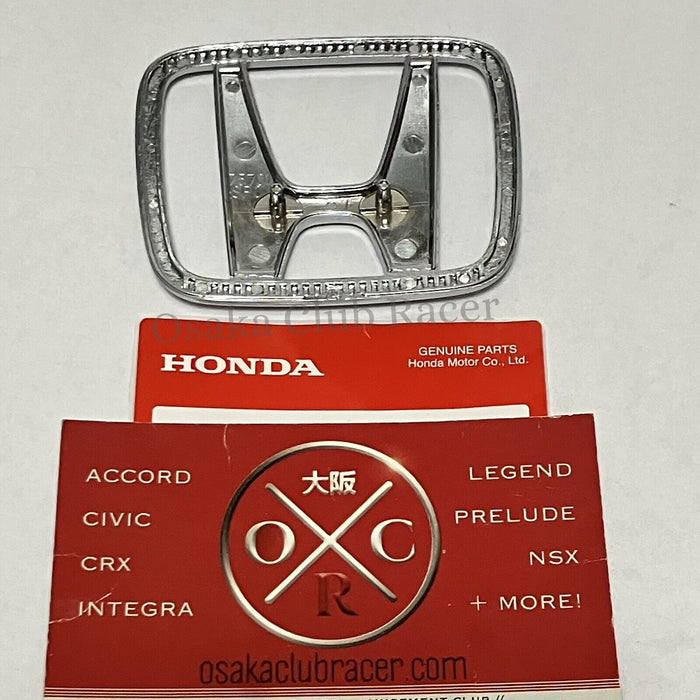 Osaka Club Racer
HONDA
GENUINE PARTS
Honda Motor Co., Ltd.
ACCORD
CIVIC
CRX
INTEGRA
大阪
O C
R
LEGEND
PRELUDE
NSX
+ MORE!
osakaclubracer.com